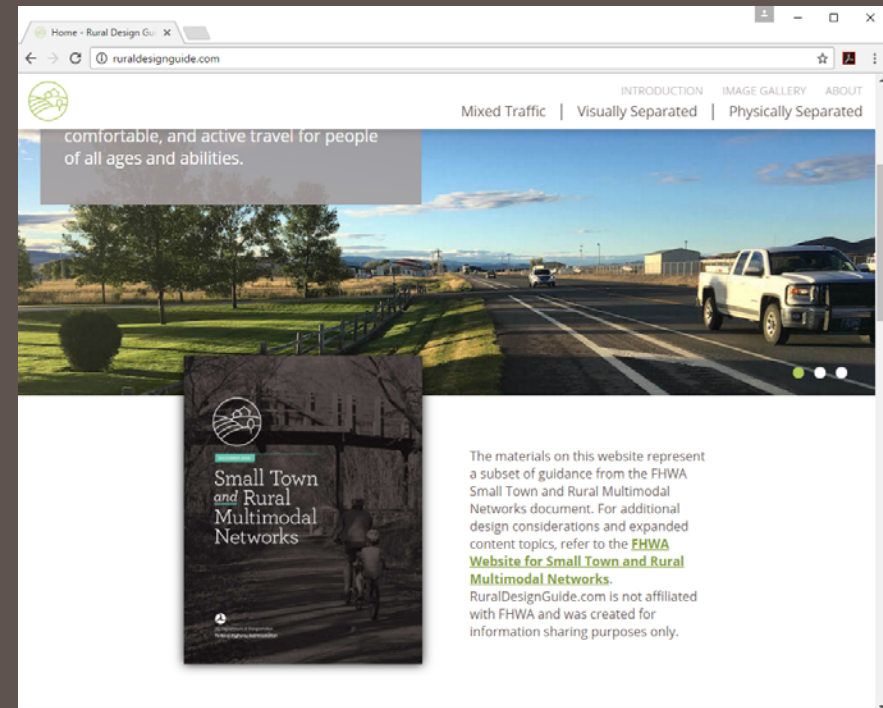 Home - Rural Design Gu
ruraldesignguide.com
INTRODUCTION IMAGE GALLERY ABOUT
Mixed Traffic | Visually Separated | Physically Separated
comfortable, and active travel for people
of all ages and abilities.
Small Town
and Rural
Multimodal
Networks
The materials on this website represent
a subset of guidance from the FHWA
Small Town and Rural Multimodal
Networks document. For additional
design considerations and expanded
content topics, refer to the FHWA
Website for Small Town and Rural
Multimodal Networks.
RuralDesignGuide.com is not affiliated
with FHWA and was created for
information sharing purposes only.